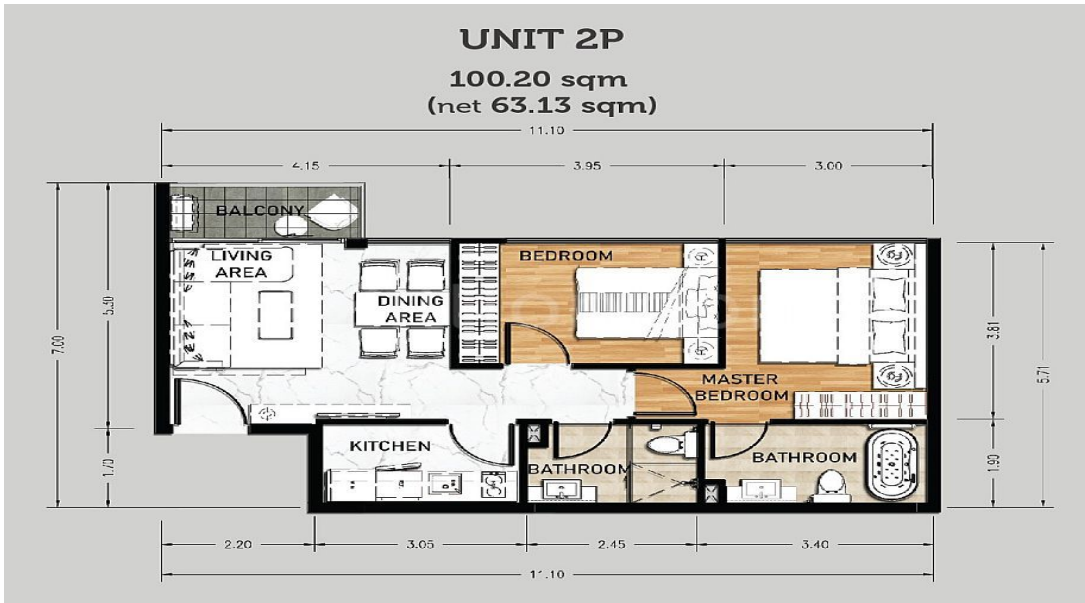 UNIT 2P
100.20 sqm
(net 63.13 sqm)
11.10
4.15
3.95
3.00
BALCONY
LIVING
AREA
BEDROOM
DINING
AREA
MASTER
BEDROOM
KITCHEN
BATHROOM
BATHROOM
7.00
5.30
1.70
3.81
5.71
1.90
2.20
3.05
2.45
3.40
11.10